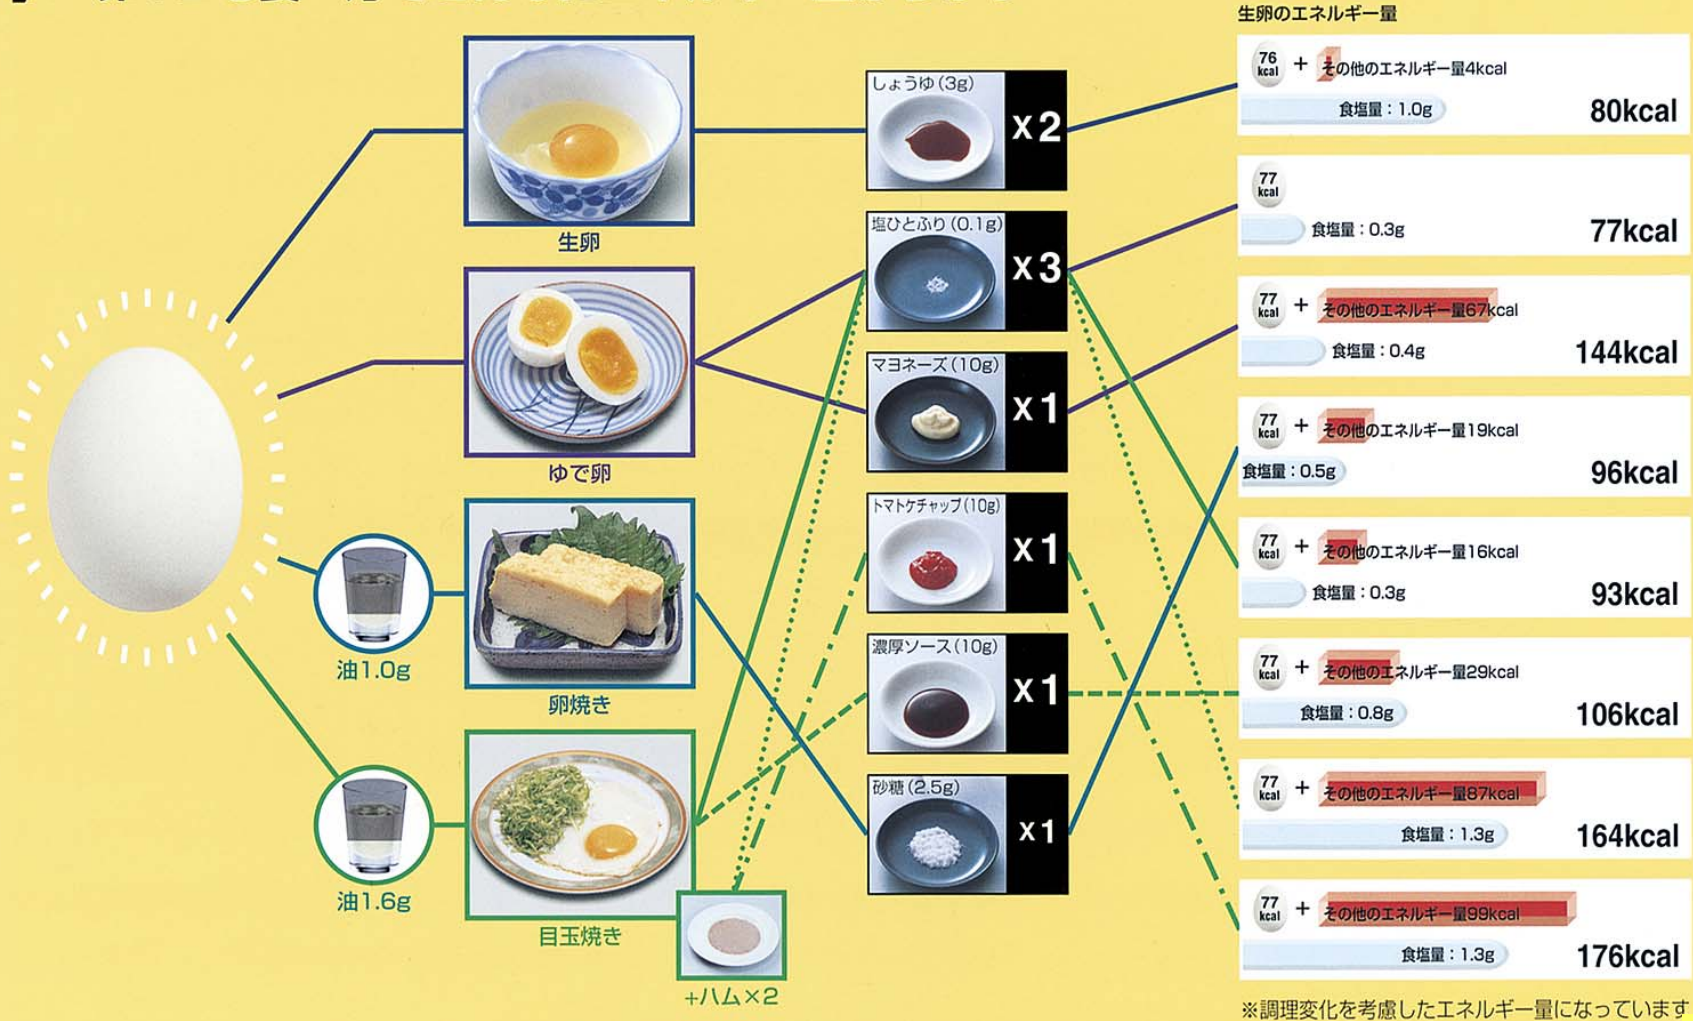 生卵
ゆで卵
油1.0g
卵焼き
油1.6g
目玉焼き
+ハム×2
しょうゆ(3g)
x2
塩ひとふり(0.1g)
x3
マヨネーズ(10g)
x1
トマトケチャップ(10g)
x1
濃厚ソース(10g)
x1
砂糖(2.5g)
x1
生卵のエネルギー量
76 kcal + その他のエネルギー量4kcal
食塩量:1.0g
80kcal
77 kcal
食塩量:0.3g
77kcal
77 kcal + その他のエネルギー量67kcal
食塩量:0.4g
144kcal
77 kcal + その他のエネルギー量19kcal
食塩量:0.5g
96kcal
77 kcal + その他のエネルギー量16kcal
食塩量:0.3g
93kcal
77 kcal + その他のエネルギー量29kcal
食塩量:0.8g
106kcal
77 kcal + その他のエネルギー量87kcal
食塩量:1.3g
164kcal
77 kcal + その他のエネルギー量99kcal
食塩量:1.3g
176kcal
※調理変化を考慮したエネルギー量になっています